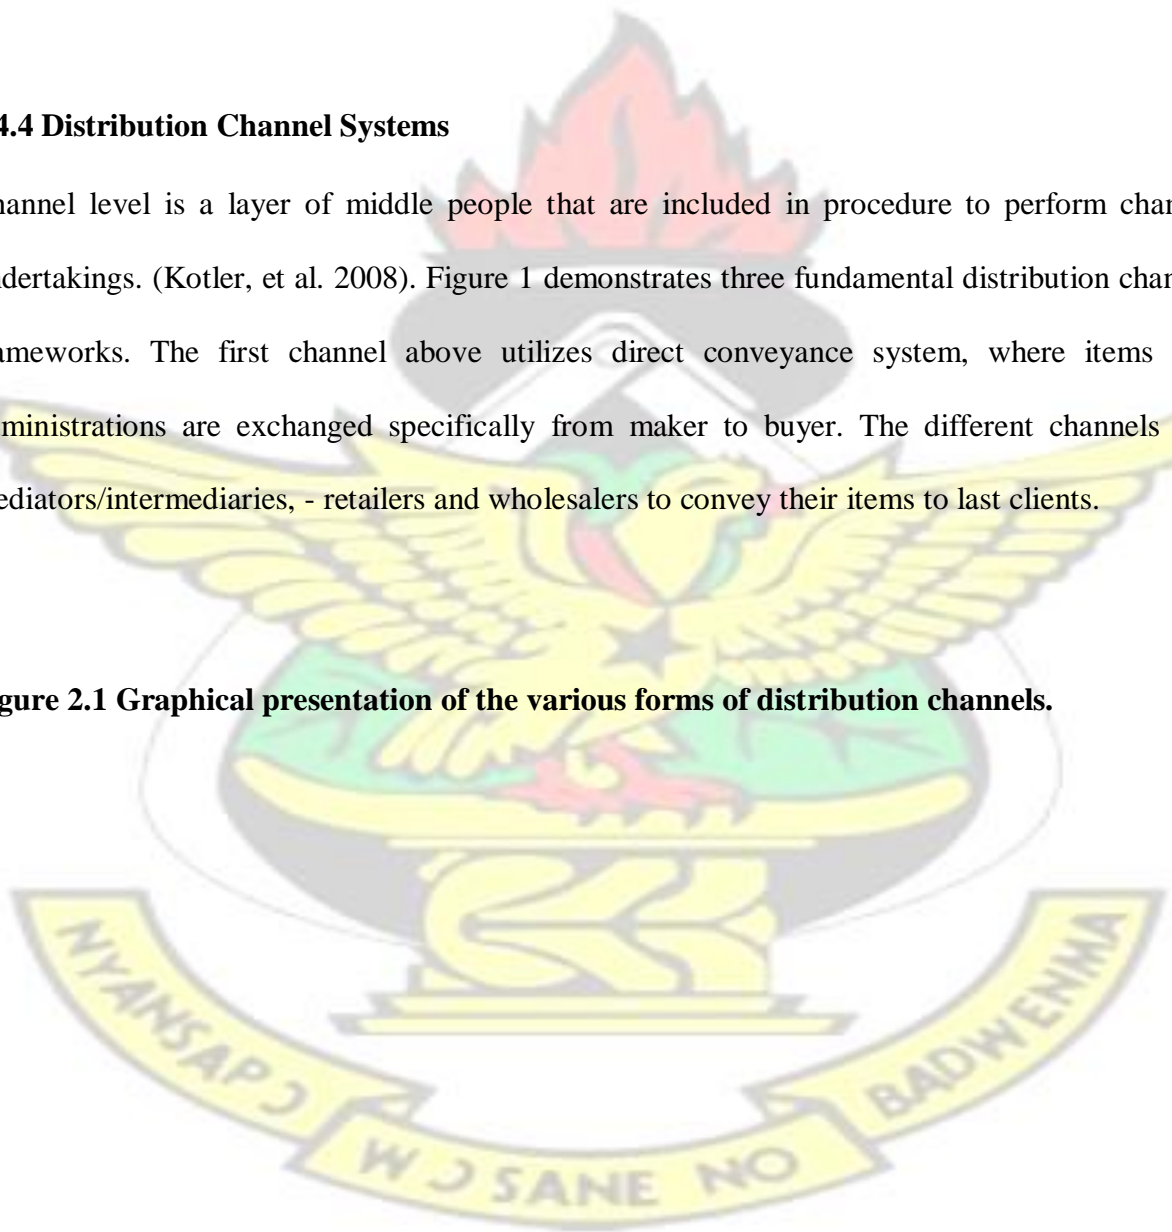 4.4 Distribution Channel Systems
hannel level is a layer of middle people that are included in procedure to perform chan
ndertakings. (Kotler, et al. 2008). Figure 1 demonstrates three fundamental distribution chan
ameworks. The first channel above utilizes direct conveyance system, where items
ministrations are exchanged specifically from maker to buyer. The different channels
ediators/intermediaries, - retailers and wholesalers to convey their items to last clients.
gure 2.1 Graphical presentation of the various forms of distribution channels.
NYANSAPƆ
WƆSANE NO
BADWENMA